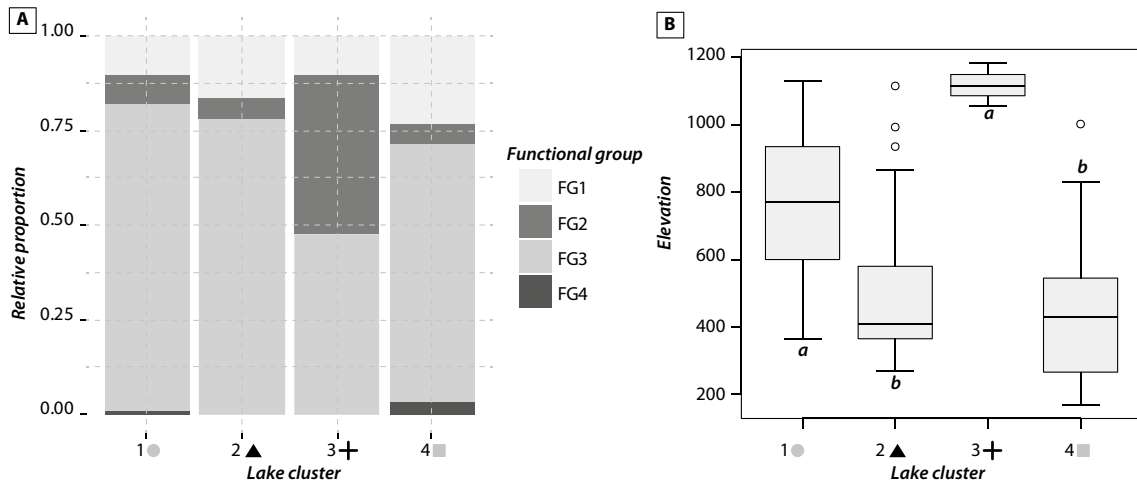 A
1.00
0.75
0.50
0.25
0.00
Relative proportion
1
2
3
4
Lake cluster
Functional group
FG1
FG2
FG3
FG4
B
1200
1000
800
600
400
200
Elevation
a
b
a
b
1
2
3
4
Lake cluster